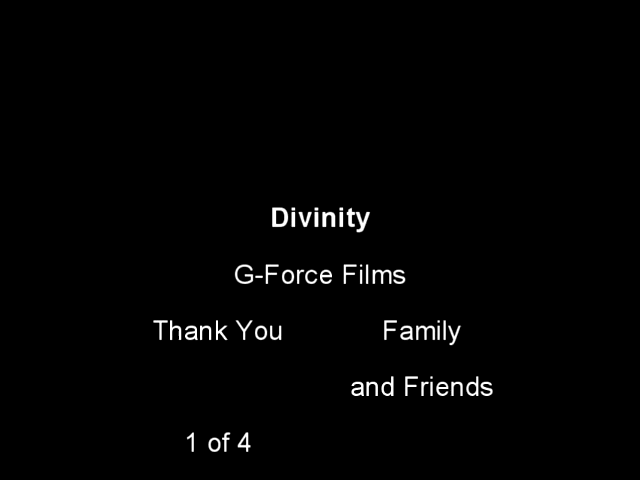 Divinity
G-Force Films
Thank You Family
and Friends
1 of 4